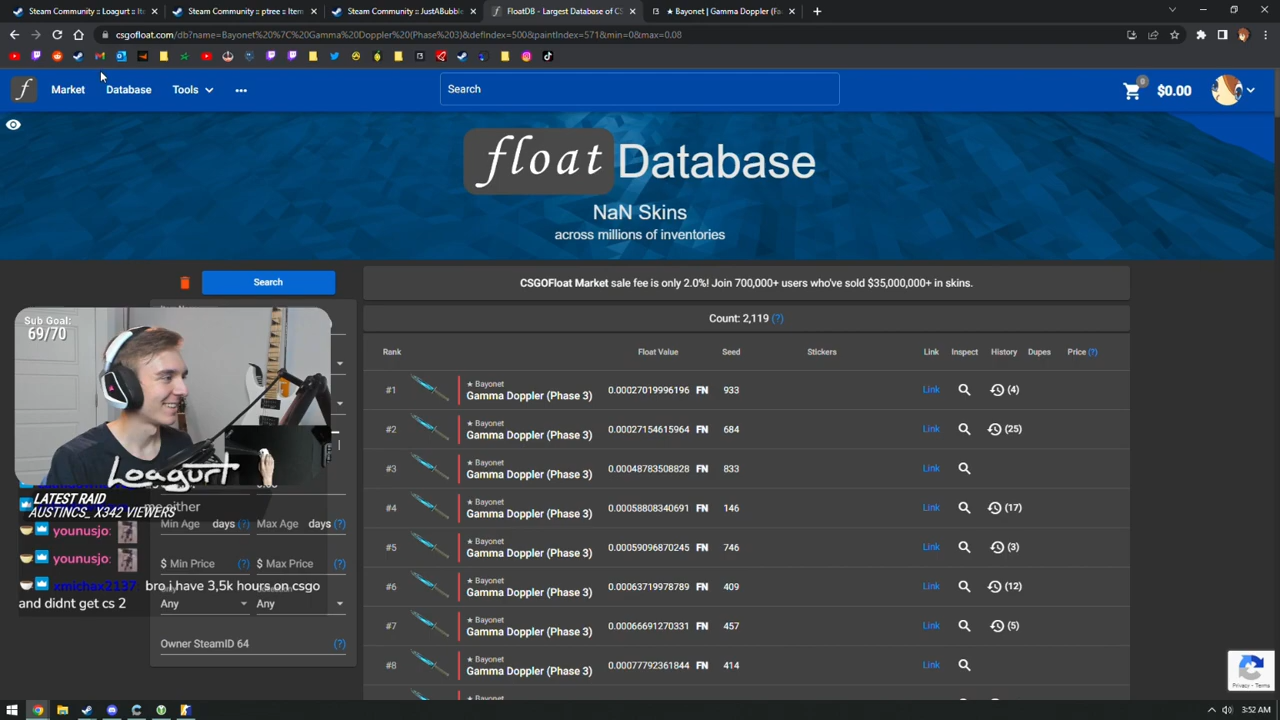 Steam Community :: Loagurt :: It
Steam Community :: ptree :: Item
Steam Community :: JustABubble
FloatDB - Largest Database of CS
★ Bayonet | Gamma Doppler (Fa
csgofloat.com/db?name=Bayonet%20%7C%20Gamma%20Doppler%20(Phase%203)&defIndex=500&paintIndex=571&min=0&max=0.08
f Market Database Tools ••• Search 0 $0.00
float Database
NaN Skins
across millions of inventories
Search
CSGOFloat Market sale fee is only 2.0%! Join 700,000+ users who've sold $35,000,000+ in skins.
Count: 2,119 (?)
Rank Float Value Seed Stickers Link Inspect History Dupes Price (?)
#1 ★ Bayonet Gamma Doppler (Phase 3) 0.00027019996196 FN 933 Link (4)
#2 ★ Bayonet Gamma Doppler (Phase 3) 0.00027154615964 FN 684 Link (25)
#3 ★ Bayonet Gamma Doppler (Phase 3) 0.00048783508828 FN 833 Link
#4 ★ Bayonet Gamma Doppler (Phase 3) 0.00058808340691 FN 146 Link (17)
#5 ★ Bayonet Gamma Doppler (Phase 3) 0.00059096870245 FN 746 Link (3)
#6 ★ Bayonet Gamma Doppler (Phase 3) 0.00063719978789 FN 409 Link (12)
#7 ★ Bayonet Gamma Doppler (Phase 3) 0.00066691270331 FN 457 Link (5)
#8 ★ Bayonet Gamma Doppler (Phase 3) 0.00077792361844 FN 414 Link
Sub Goal:
69/70
Loagurt
LATEST RAID
AUSTINCS_ X342 VIEWERS
either
Min Age days (?) Max Age days (?)
younusjo:
younusjo:
$ Min Price (?) $ Max Price (?)
xmichax2137 bro i have 3,5k hours on csgo
and didnt get cs 2
Any Any
Owner SteamID 64 (?)
Privacy - Terms
3:52 AM